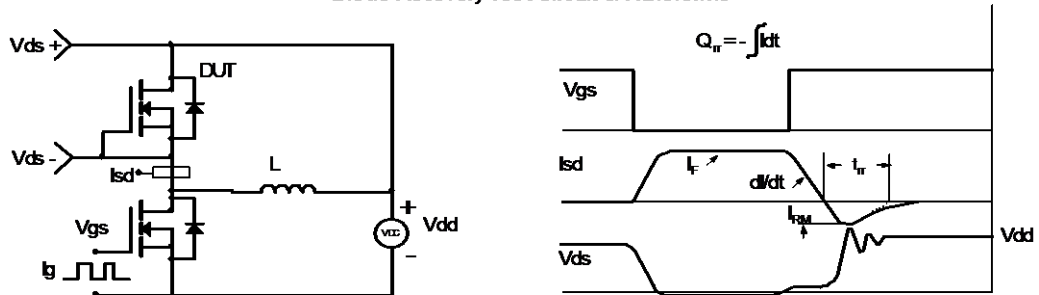 Vds +
DUT
Vds -
Isd
L
Vgs
Ig
VDC
+
Vdd
-
Qrr = - ∫ Idt
Vgs
Isd
IF
dI/dt
trr
IRM
Vds
Vdd